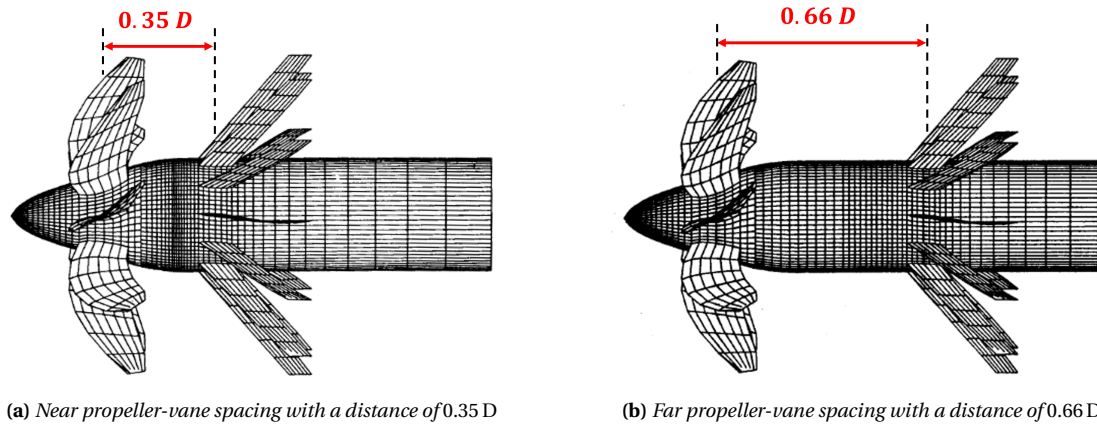 0.35 D
0.66 D
(a) Near propeller-vane spacing with a distance of 0.35 D
(b) Far propeller-vane spacing with a distance of 0.66 D